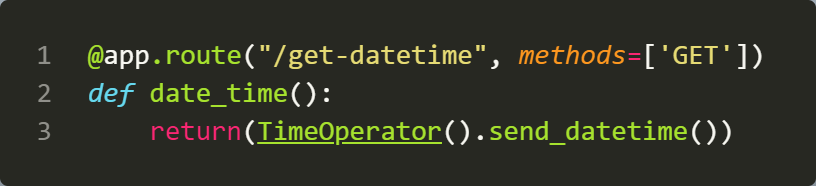 1 @app.route("/get-datetime", methods=['GET'])
2 def date_time():
3     return(TimeOperator().send_datetime())